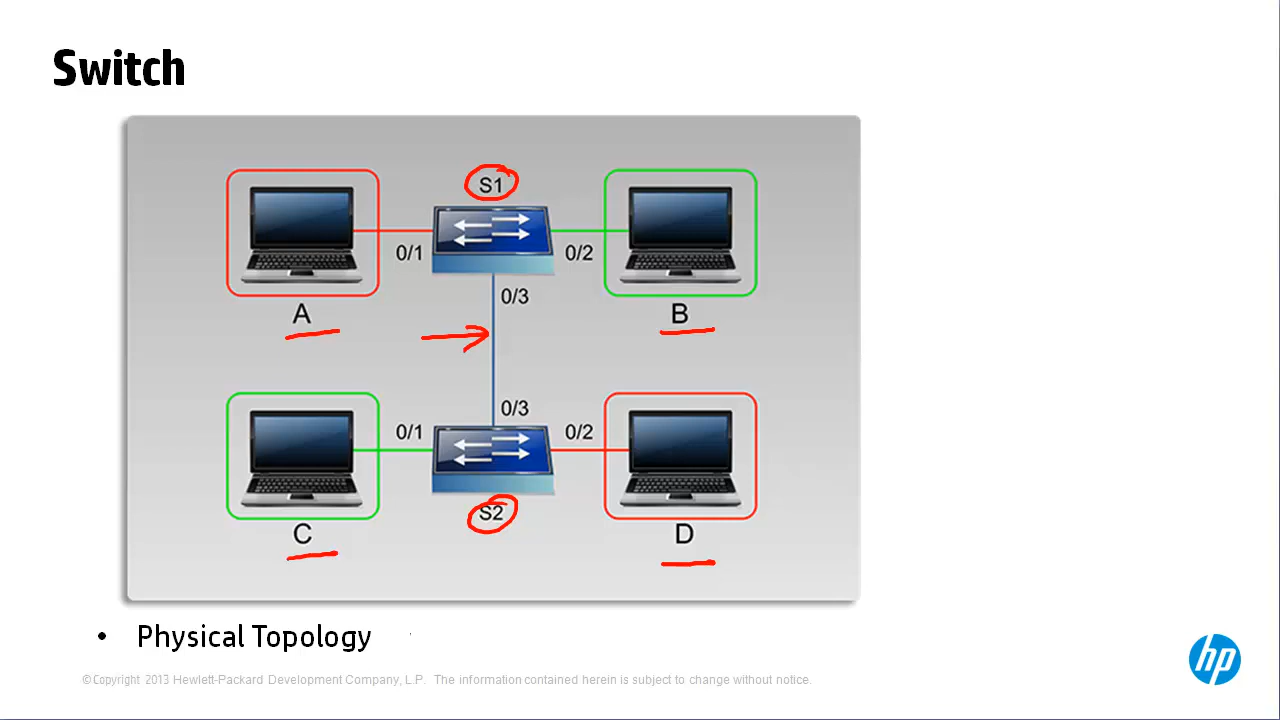 Switch
S1
0/1
0/2
A
0/3
B
0/3
0/1
0/2
S2
C
D
• Physical Topology
hp
© Copyright 2013 Hewlett-Packard Development Company, L.P. The information contained herein is subject to change without notice.